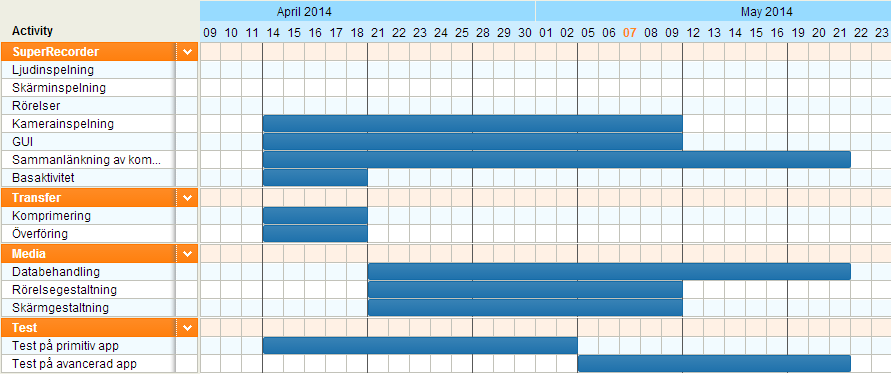 April 2014 May 2014
Activity 09 10 11 14 15 16 17 18 21 22 23 24 25 28 29 30 01 02 05 06 07 08 09 12 13 14 15 16 19 20 21 22 23
SuperRecorder
Ljudinspelning
Skärminspelning
Rörelser
Kamerainspelning
GUI
Sammanlänkning av kom...
Basaktivitet
Transfer
Komprimering
Överföring
Media
Databehandling
Rörelsegestaltning
Skärmgestaltning
Test
Test på primitiv app
Test på avancerad app